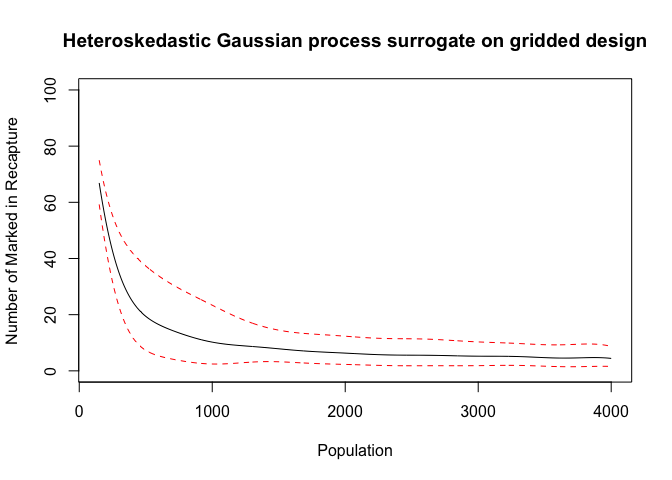 Heteroskedastic Gaussian process surrogate on gridded design
Number of Marked in Recapture
100
80
60
40
20
0
0 1000 2000 3000 4000
Population